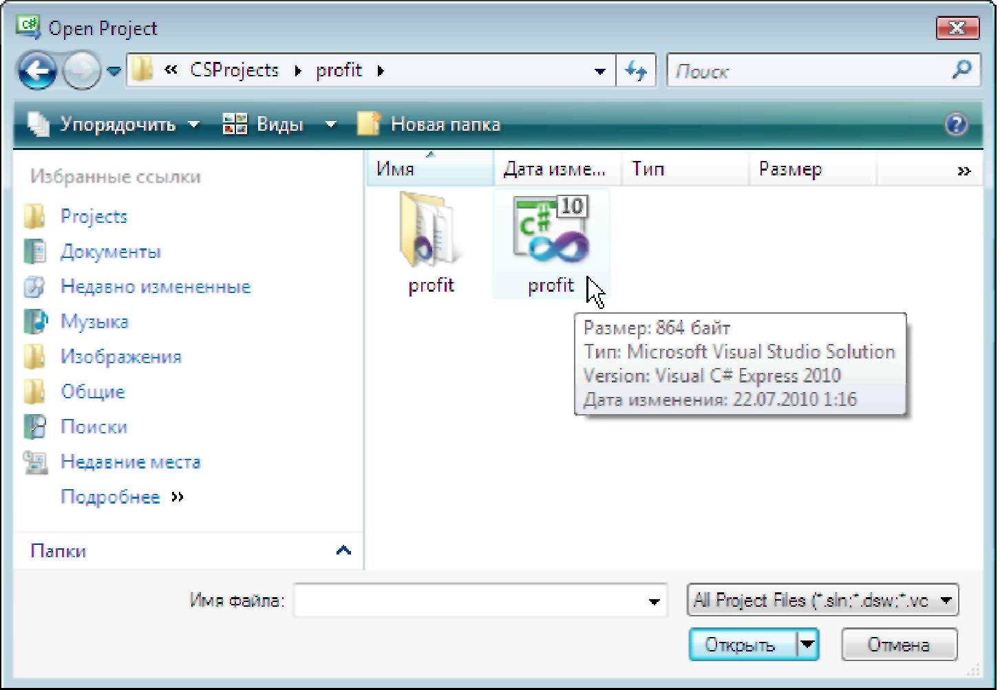 C#
Open Project
« CSProjects profit
Поиск
Упорядочить Виды Новая папка
?
Избранные ссылки
Projects
Документы
Недавно измененные
Музыка
Изображения
Общие
Поиски
Недавние места
Подробнее »
Папки
Имя Дата изме... Тип Размер »
C# 10
profit profit
Размер: 864 байт
Тип: Microsoft Visual Studio Solution
Version: Visual C# Express 2010
Дата изменения: 22.07.2010 1:16
Имя файла: All Project Files (*.sln;*.dsw;*.vc
Открыть Отмена